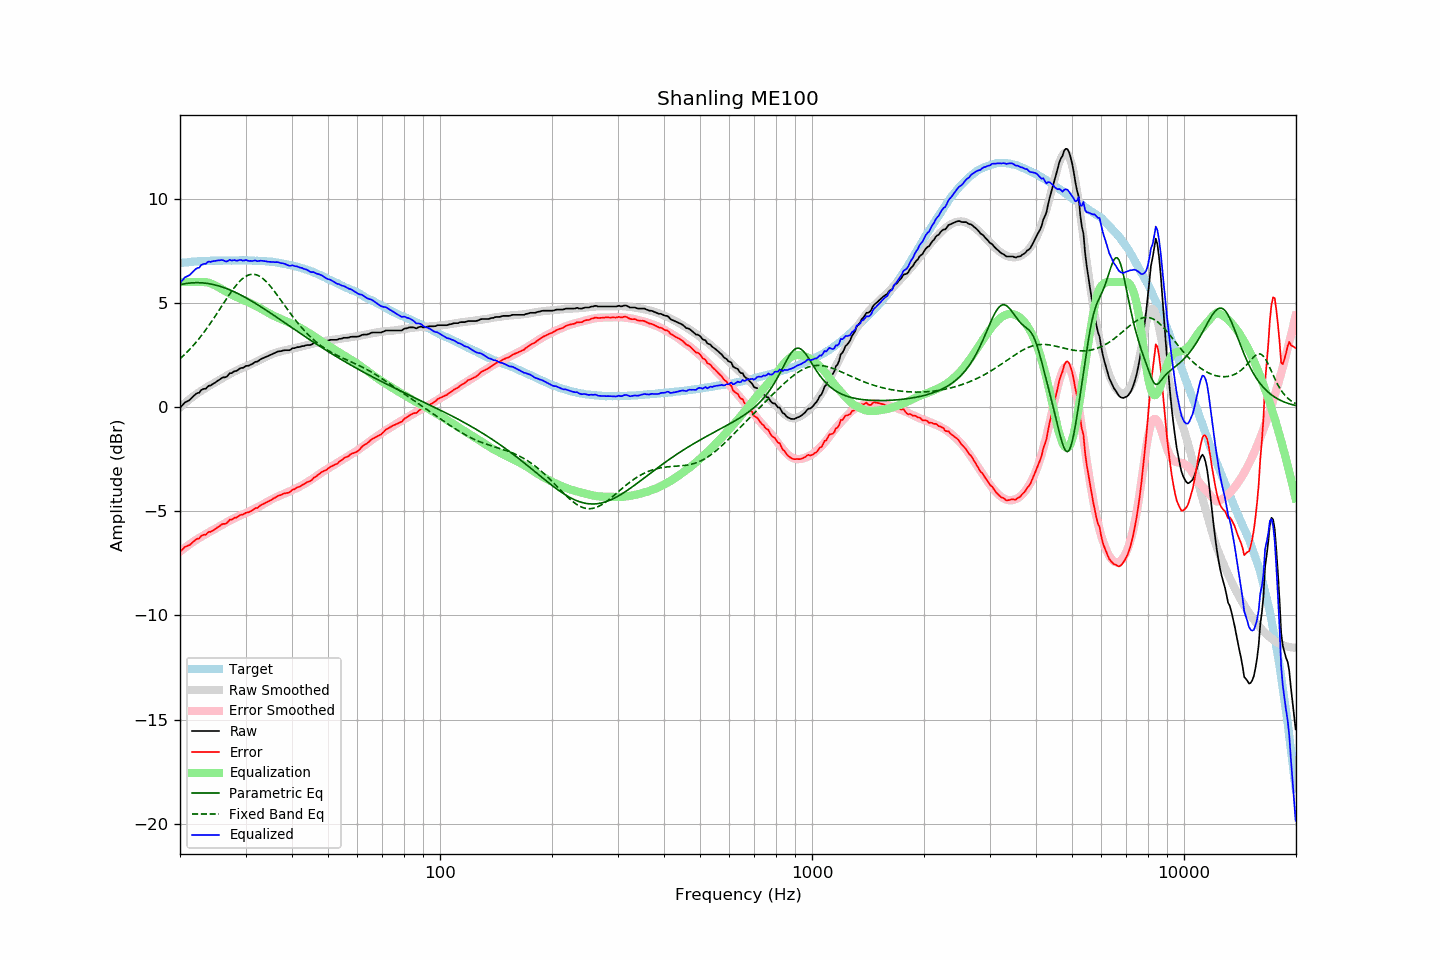 Shanling ME100
Amplitude (dBr)
10
5
0
−5
−10
−15
−20
Target
Raw Smoothed
Error Smoothed
Raw
Error
Equalization
Parametric Eq
Fixed Band Eq
Equalized
100
1000
10000
Frequency (Hz)